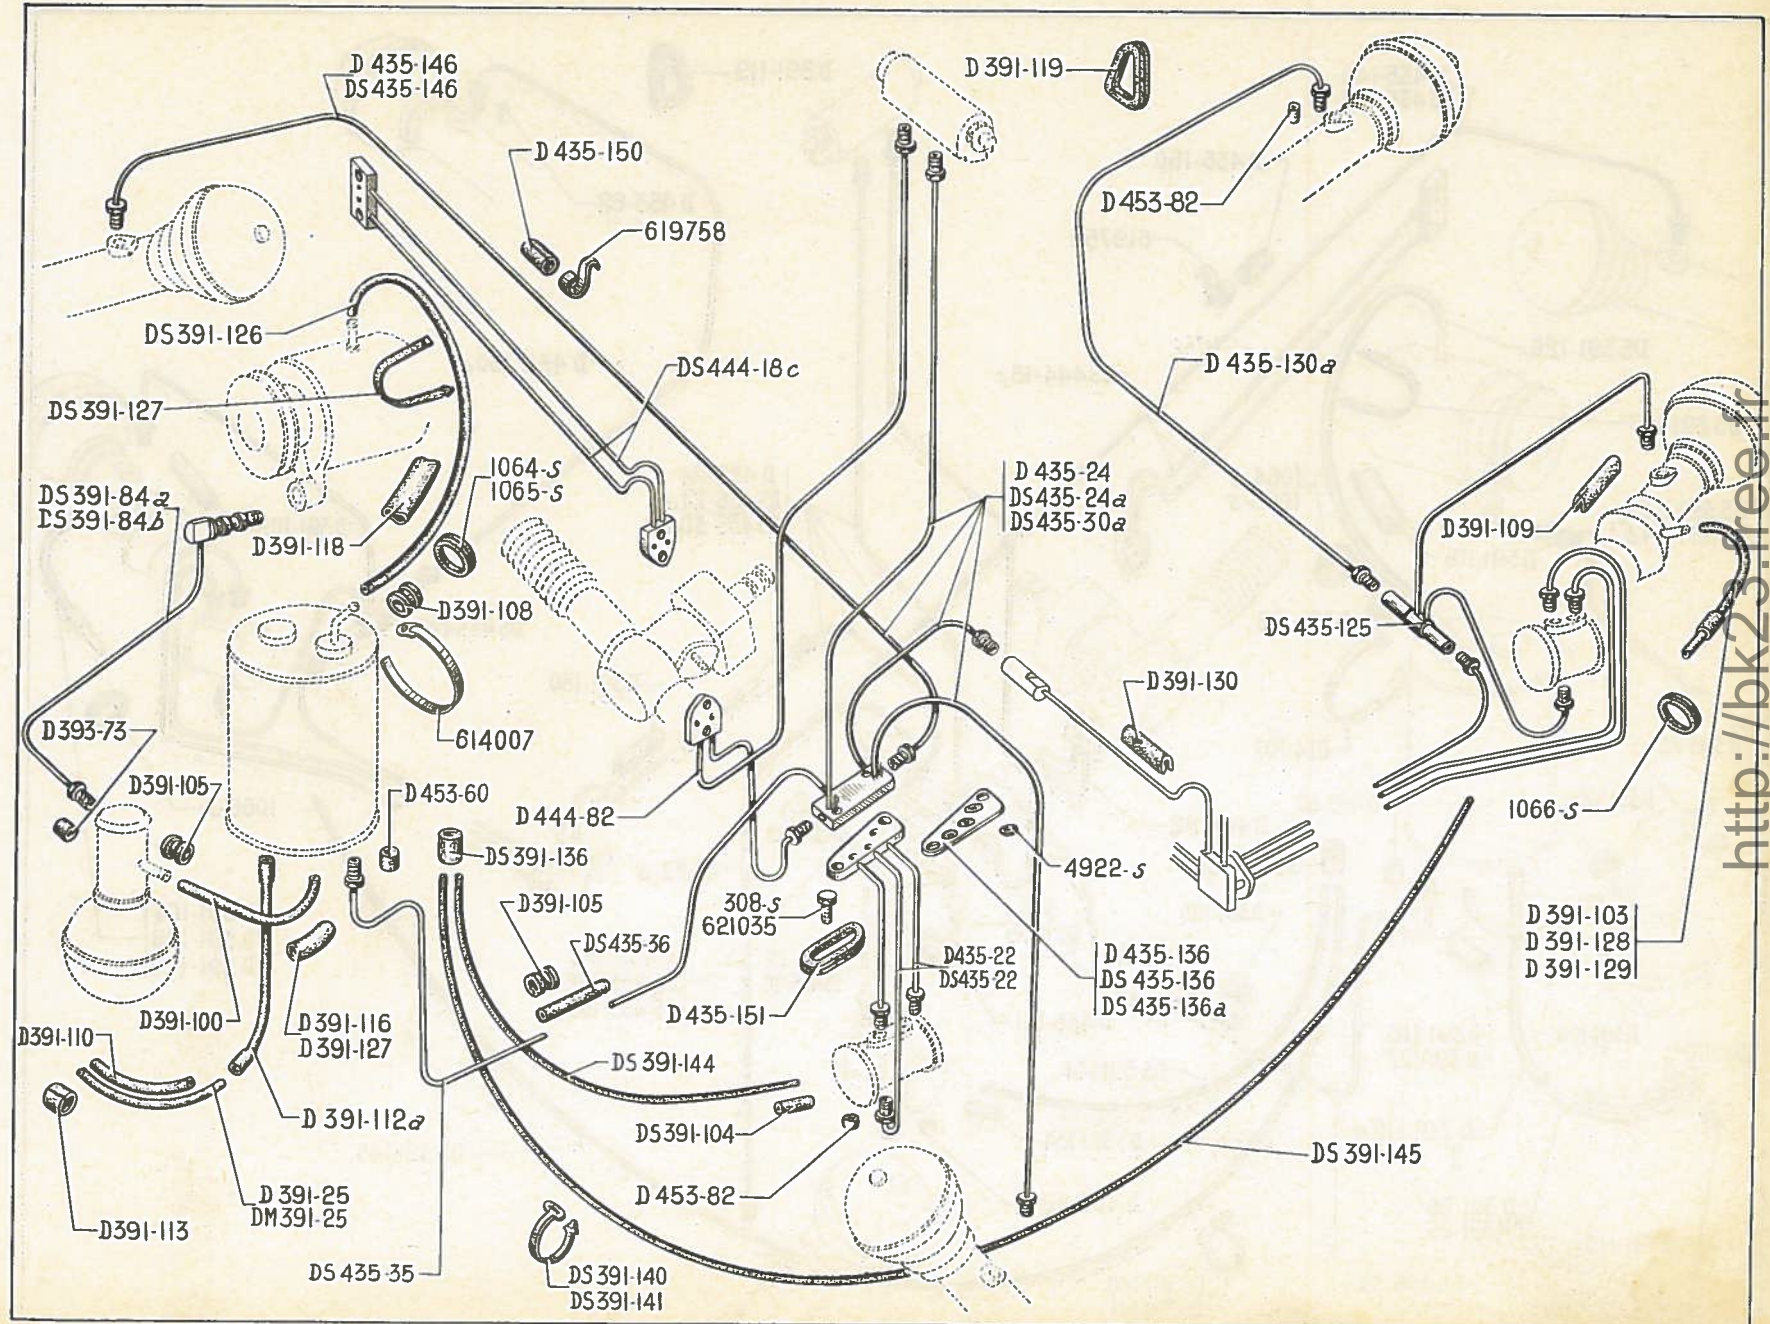 D 435-146
DS 435-146
D 391-119
D 435-150
619758
D 453-82
DS 391-126
DS 391-127
DS 444-18c
D 435-130a
1064-s
1065-s
DS 391-84a
DS 391-84b
D 391-118
D 435-24
DS 435-24a
DS 435-30a
D 391-109
D 391-108
DS 435-125
614007
D 393-73
D 391-130
D 391-105
D 453-60
D 444-82
DS 391-136
1066-s
4922-s
D 391-105
308-s
621035
DS 435-36
D 435-22
DS 435-22
D 435-136
DS 435-136
DS 435-136a
D 391-103
D 391-128
D 391-129
D 391-100
D 391-116
D 391-127
D 435-151
D 391-110
DS 391-144
D 391-112a
DS 391-104
DS 391-145
D 391-25
DM 391-25
D 453-82
D 391-113
DS 435-35
DS 391-140
DS 391-141
http://bk23.free.fr